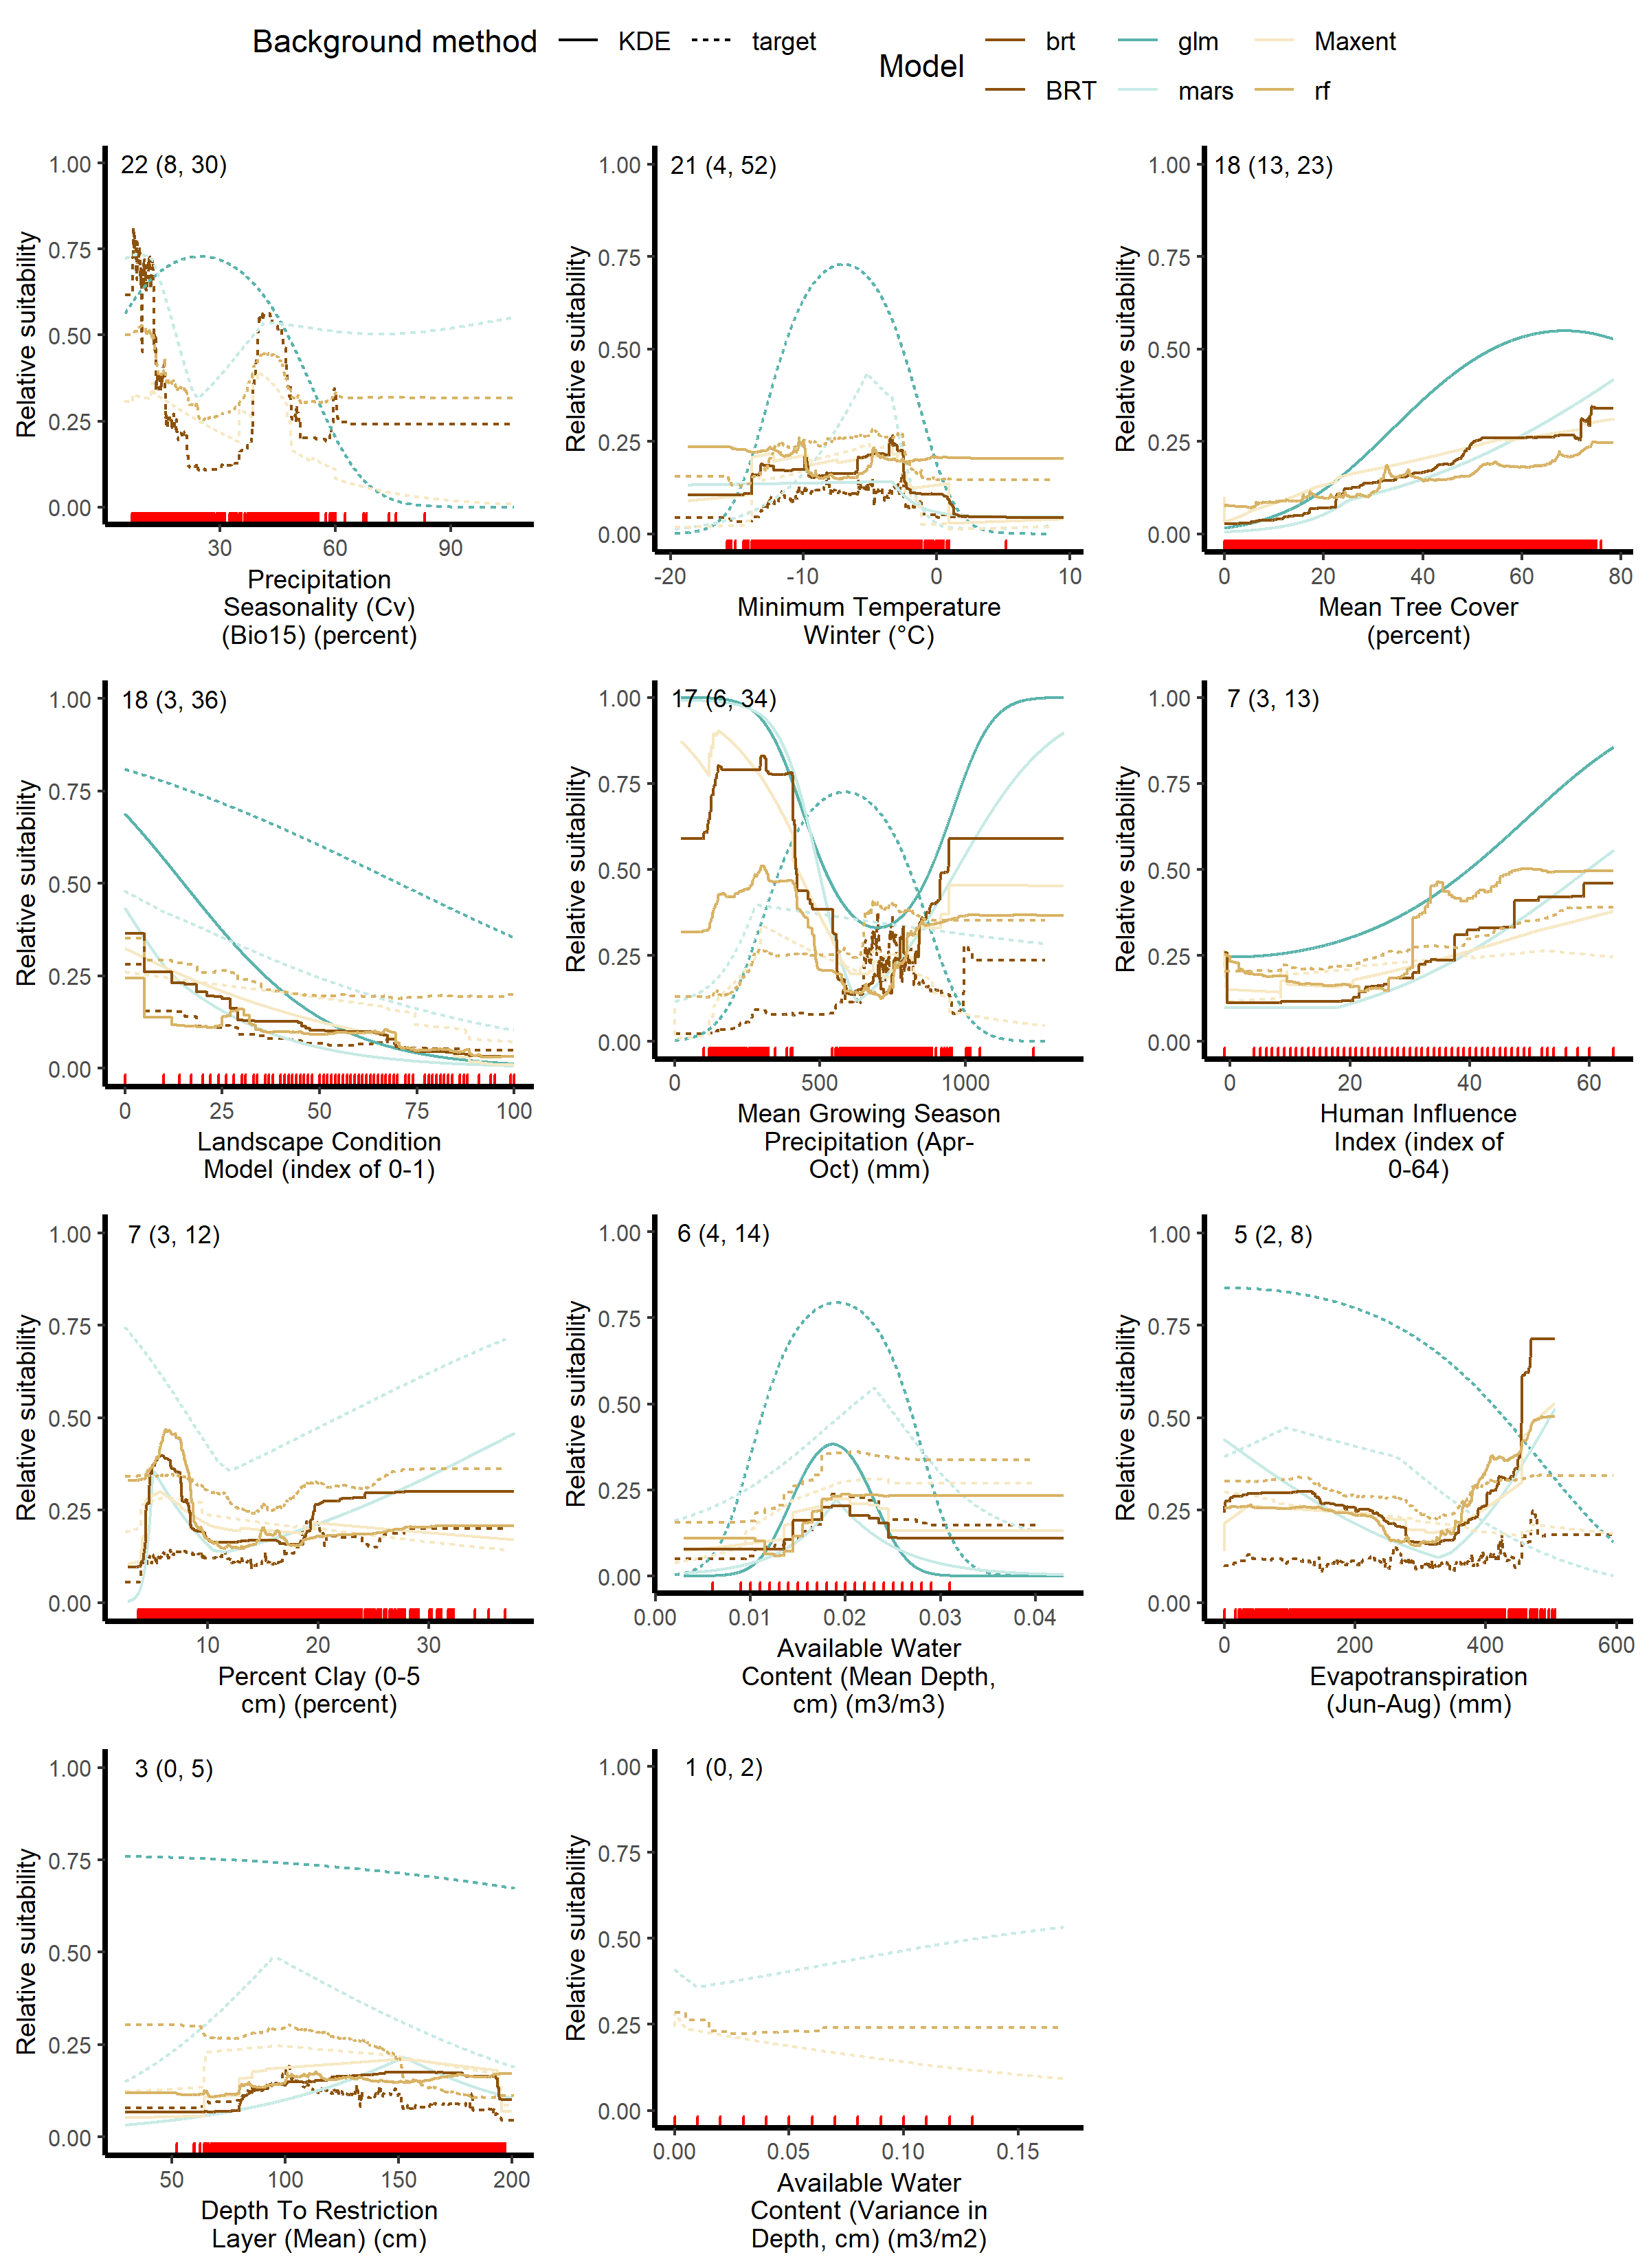 Background method KDE target
Model
brt glm Maxent
BRT mars rf
22 (8, 30)
1.00
0.75
0.50
0.25
0.00
Relative suitability
30 60 90
Precipitation
Seasonality (Cv)
(Bio15) (percent)
21 (4, 52)
1.00
0.75
0.50
0.25
0.00
Relative suitability
-20 -10 0 10
Minimum Temperature
Winter (°C)
18 (13, 23)
1.00
0.75
0.50
0.25
0.00
Relative suitability
0 20 40 60 80
Mean Tree Cover
(percent)
18 (3, 36)
1.00
0.75
0.50
0.25
0.00
Relative suitability
0 25 50 75 100
Landscape Condition
Model (index of 0-1)
17 (6, 34)
1.00
0.75
0.50
0.25
0.00
Relative suitability
0 500 1000
Mean Growing Season
Precipitation (Apr-
Oct) (mm)
7 (3, 13)
1.00
0.75
0.50
0.25
0.00
Relative suitability
0 20 40 60
Human Influence
Index (index of
0-64)
7 (3, 12)
1.00
0.75
0.50
0.25
0.00
Relative suitability
10 20 30
Percent Clay (0-5
cm) (percent)
6 (4, 14)
1.00
0.75
0.50
0.25
0.00
Relative suitability
0.00 0.01 0.02 0.03 0.04
Available Water
Content (Mean Depth,
cm) (m3/m3)
5 (2, 8)
1.00
0.75
0.50
0.25
0.00
Relative suitability
0 200 400 600
Evapotranspiration
(Jun-Aug) (mm)
3 (0, 5)
1.00
0.75
0.50
0.25
0.00
Relative suitability
50 100 150 200
Depth To Restriction
Layer (Mean) (cm)
1 (0, 2)
1.00
0.75
0.50
0.25
0.00
Relative suitability
0.00 0.05 0.10 0.15
Available Water
Content (Variance in
Depth, cm) (m3/m2)